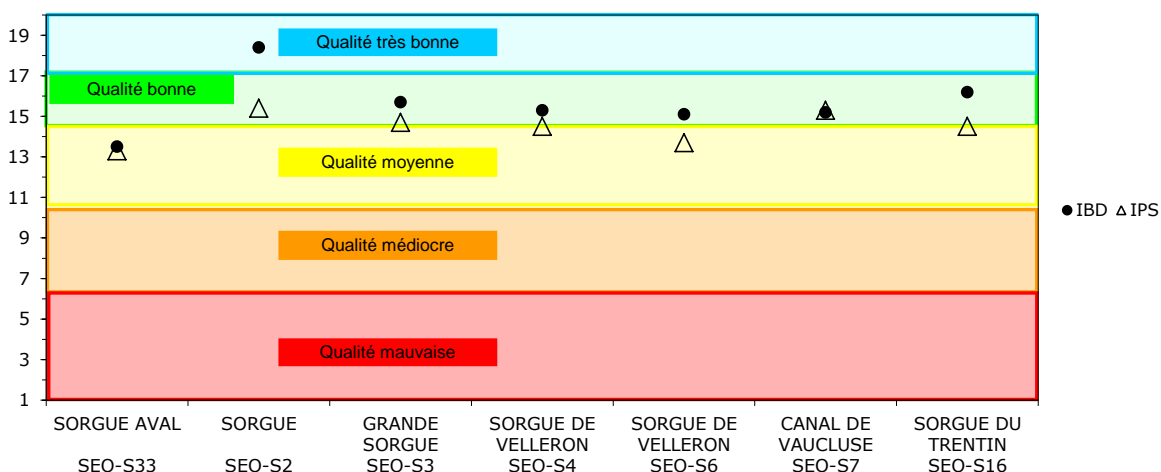 19
17
15
13
11
9
7
5
3
1
Qualité très bonne
Qualité bonne
Qualité moyenne
Qualité médiocre
Qualité mauvaise
IBD IPS
SORGUE AVAL
SEO-S33
SORGUE
SEO-S2
GRANDE
SORGUE
SEO-S3
SORGUE DE
VELLERON
SEO-S4
SORGUE DE
VELLERON
SEO-S6
CANAL DE
VAUCLUSE
SEO-S7
SORGUE DU
TRENTIN
SEO-S16